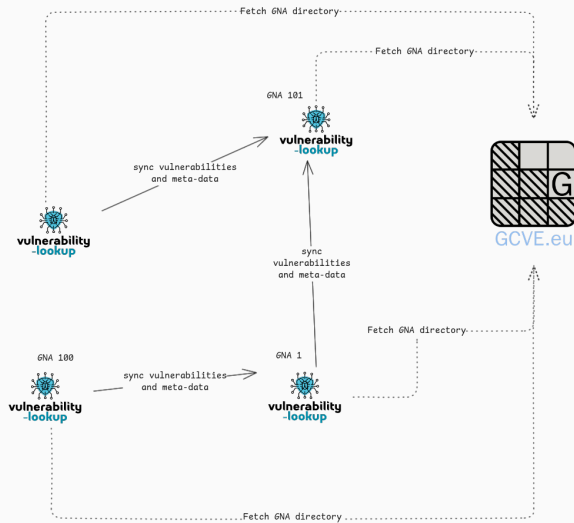 Fetch GNA directory
Fetch GNA directory
GNA 101
vulnerability
-lookup
sync vulnerabilities
and meta-data
G
GCVE.eu
vulnerability
-lookup
sync
vulnerabilities
and meta-data
Fetch GNA directory
GNA 100
GNA 1
sync vulnerabilities
and meta-data
vulnerability
-lookup
vulnerability
-lookup
Fetch GNA directory